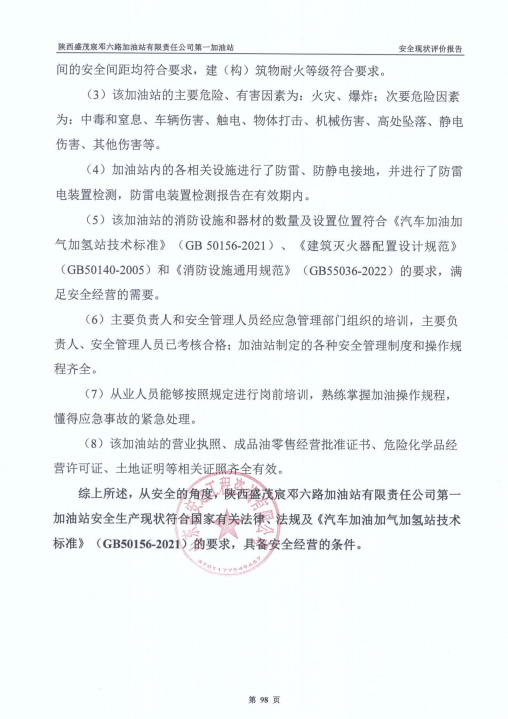 陕西盛茂宸邓六路加油站有限责任公司第一加油站 安全现状评价报告
间的安全间距均符合要求，建（构）筑物耐火等级符合要求。
（3）该加油站的主要危险、有害因素为：火灾、爆炸；次要危险因素
为：中毒和窒息、车辆伤害、触电、物体打击、机械伤害、高处坠落、静电
伤害、其他伤害等。
（4）加油站内的各相关设施进行了防雷、防静电接地，并进行了防雷
电装置检测，防雷电装置检测报告在有效期内。
（5）该加油站的消防设施和器材的数量及设置位置符合《汽车加油加
气加氢站技术标准》（GB 50156-2021）、《建筑灭火器配置设计规范》
（GB50140-2005）和《消防设施通用规范》（GB55036-2022）的要求，满
足安全经营的需要。
（6）主要负责人和安全管理人员经应急管理部门组织的培训，主要负
责人、安全管理人员已考核合格；加油站制定的各种安全管理制度和操作规
程齐全。
（7）从业人员能够按照规定进行岗前培训，熟练掌握加油操作规程，
懂得应急事故的紧急处理。
（8）该加油站的营业执照、成品油零售经营批准证书、危险化学品经
营许可证、土地证明等相关证照齐全有效。
综上所述，从安全的角度，陕西盛茂宸邓六路加油站有限责任公司第一
加油站安全生产现状符合国家有关法律、法规及《汽车加油加气加氢站技术
标准》（GB50156-2021）的要求，具备安全经营的条件。
第 98 页